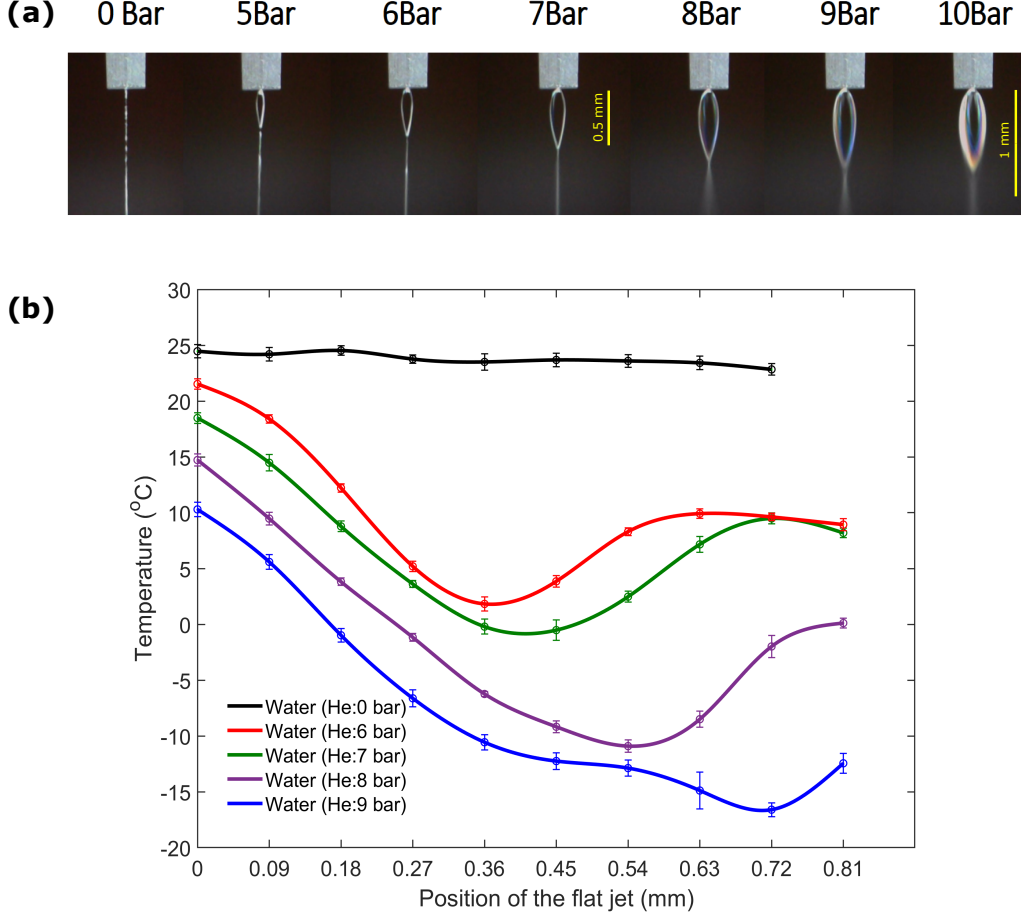 (a)
0 Bar 5Bar 6Bar 7Bar 8Bar 9Bar 10Bar
0.5 mm
1 mm
(b)
30
25
20
15
10
5
0
-5
-10
-15
-20
Temperature (°C)
Water (He:0 bar)
Water (He:6 bar)
Water (He:7 bar)
Water (He:8 bar)
Water (He:9 bar)
0 0.09 0.18 0.27 0.36 0.45 0.54 0.63 0.72 0.81
Position of the flat jet (mm)